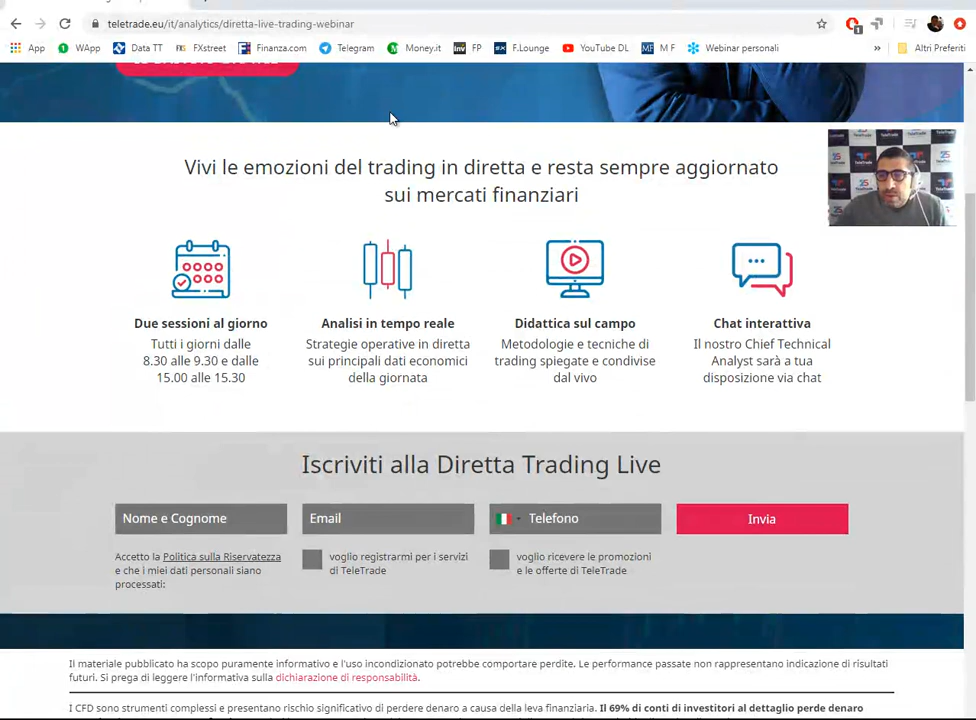 teletrade.eu/it/analytics/diretta-live-trading-webinar
App WApp Data TT FXstreet Finanza.com Telegram Money.it FP F.Lounge YouTube DL M F Webinar personali » Altri Preferiti
Vivi le emozioni del trading in diretta e resta sempre aggiornato
sui mercati finanziari
Due sessioni al giorno
Tutti i giorni dalle
8.30 alle 9.30 e dalle
15.00 alle 15.30
Analisi in tempo reale
Strategie operative in diretta
sui principali dati economici
della giornata
Didattica sul campo
Metodologie e tecniche di
trading spiegate e condivise
dal vivo
Chat interattiva
Il nostro Chief Technical
Analyst sarà a tua
disposizione via chat
Iscriviti alla Diretta Trading Live
Nome e Cognome
Email
Telefono
Invia
Accetto la Politica sulla Riservatezza
e che i miei dati personali siano
processati:
voglio registrarmi per i servizi
di TeleTrade
voglio ricevere le promozioni
e le offerte di TeleTrade
Il materiale pubblicato ha scopo puramente informativo e l'uso incondizionato potrebbe comportare perdite. Le performance passate non rappresentano indicazione di risultati
futuri. Si prega di leggere l'informativa sulla dichiarazione di responsabilità.
I CFD sono strumenti complessi e presentano rischio significativo di perdere denaro a causa della leva finanziaria. Il 69% di conti di investitori al dettaglio perde denaro